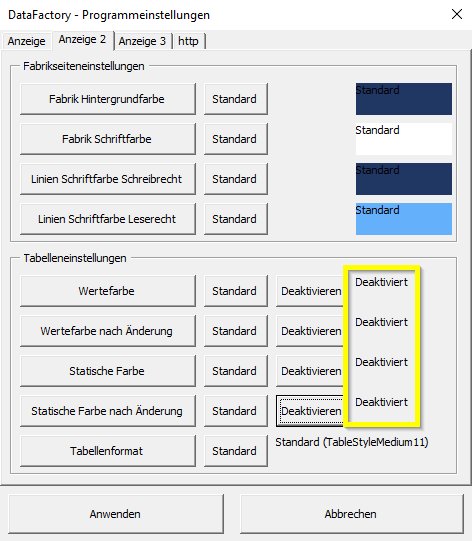 DataFactory - Programmeinstellungen
Anzeige Anzeige 2 Anzeige 3 http
Fabrikseiteneinstellungen
Fabrik Hintergrundfarbe Standard Standard
Fabrik Schriftfarbe Standard Standard
Linien Schriftfarbe Schreibrecht Standard Standard
Linien Schriftfarbe Leserecht Standard Standard
Tabelleneinstellungen
Wertefarbe Standard Deaktivieren Deaktiviert
Wertefarbe nach Änderung Standard Deaktivieren Deaktiviert
Statische Farbe Standard Deaktivieren Deaktiviert
Statische Farbe nach Änderung Standard Deaktivieren Deaktiviert
Tabellenformat Standard Standard (TableStyleMedium11)
Anwenden Abbrechen